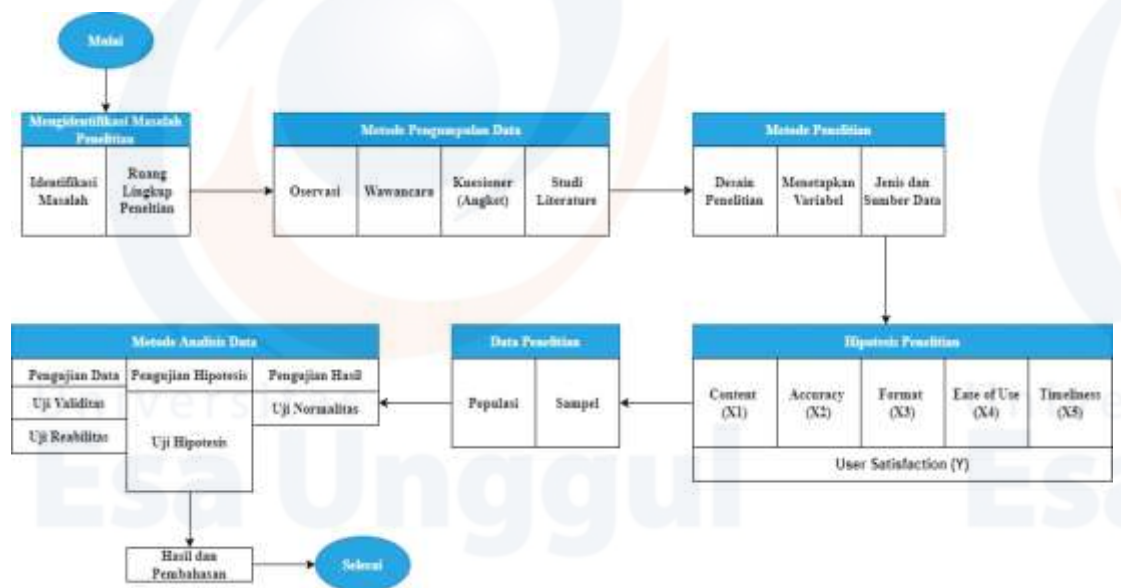 Mulai
Mengidentifikasi Masalah
Penelitian
Identifikasi
Masalah
Ruang
Lingkup
Peneltian
Metode Pengumpulan Data
Oservasi
Wawancara
Kuesioner
(Angket)
Studi
Literature
Metode Penelitian
Desain
Penelitian
Menetapkan
Variabel
Jenis dan
Sumber Data
Hipotesis Penelitian
Content
(X1)
Accuracy
(X2)
Format
(X3)
Ease of Use
(X4)
Timeliness
(X5)
User Satisfaction (Y)
Data Penelitian
Populasi
Sampel
Metode Analisis Data
Pengujian Data
Pengujian Hipotesis
Pengujian Hasil
Uji Validitas
Uji Reabilitas
Uji Hipotesis
Uji Normalitas
Hasil dan
Pembahasan
Selesai
Esa Unggul
Esa